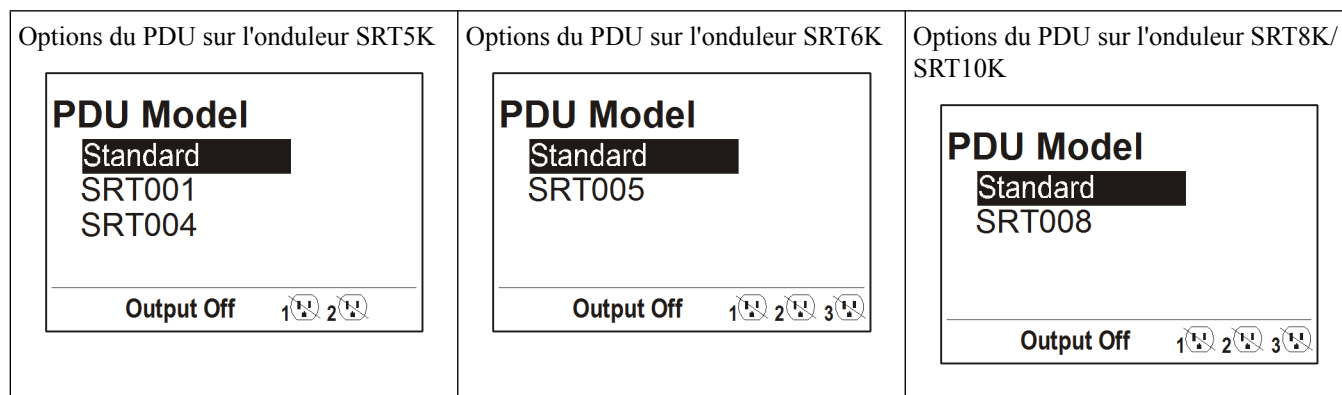 Options du PDU sur l'onduleur SRT5K
PDU Model
Standard
SRT001
SRT004
Output Off 1 2
Options du PDU sur l'onduleur SRT6K
PDU Model
Standard
SRT005
Output Off 1 2 3
Options du PDU sur l'onduleur SRT8K/
SRT10K
PDU Model
Standard
SRT008
Output Off 1 2 3